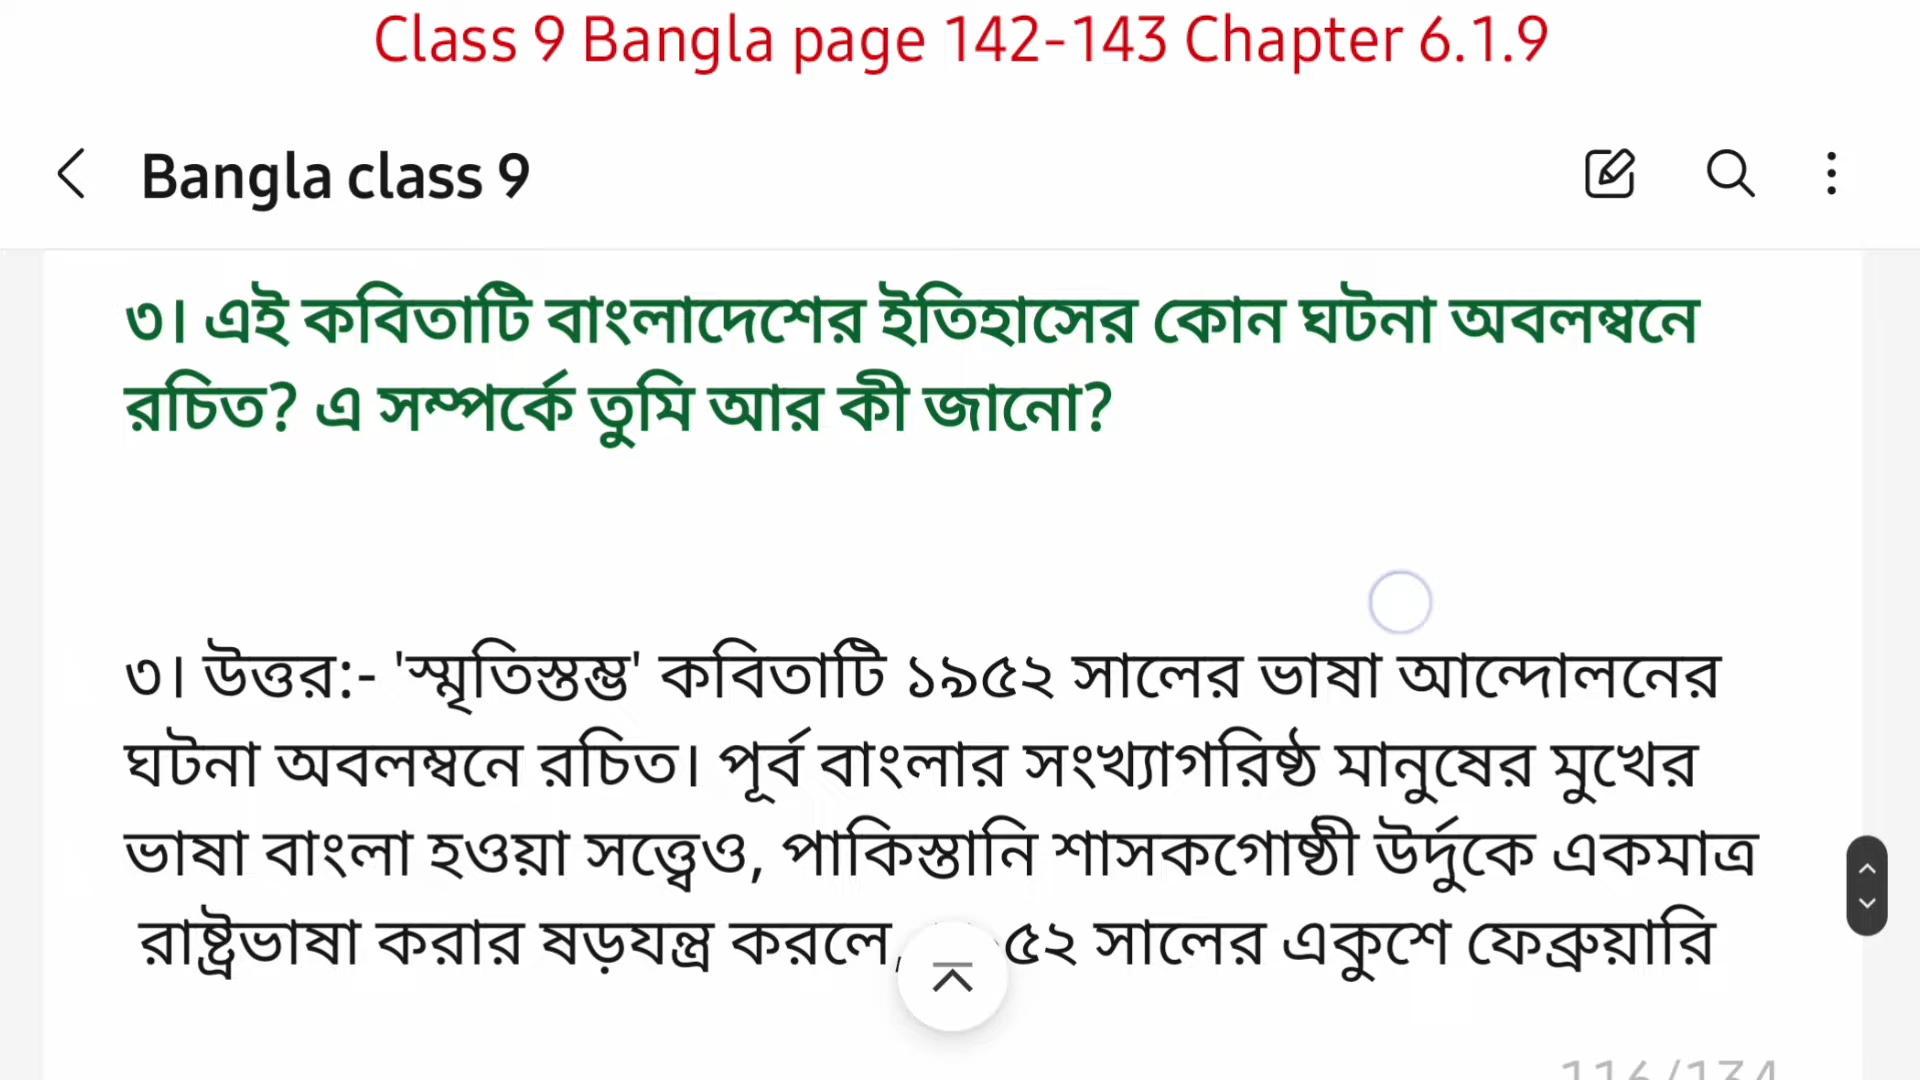 Class 9 Bangla page 142-143 Chapter 6.1.9
Bangla class 9
৩। এই কবিতাটি বাংলাদেশের ইতিহাসের কোন ঘটনা অবলম্বনে
রচিত? এ সম্পর্কে তুমি আর কী জানো?
৩। উত্তর:- 'স্মৃতিস্তম্ভ' কবিতাটি ১৯৫২ সালের ভাষা আন্দোলনের
ঘটনা অবলম্বনে রচিত। পূর্ব বাংলার সংখ্যাগরিষ্ঠ মানুষের মুখের
ভাষা বাংলা হওয়া সত্ত্বেও, পাকিস্তানি শাসকগোষ্ঠী উর্দুকে একমাত্র
রাষ্ট্রভাষা করার ষড়যন্ত্র করলে, ৫২ সালের একুশে ফেব্রুয়ারি
116/134